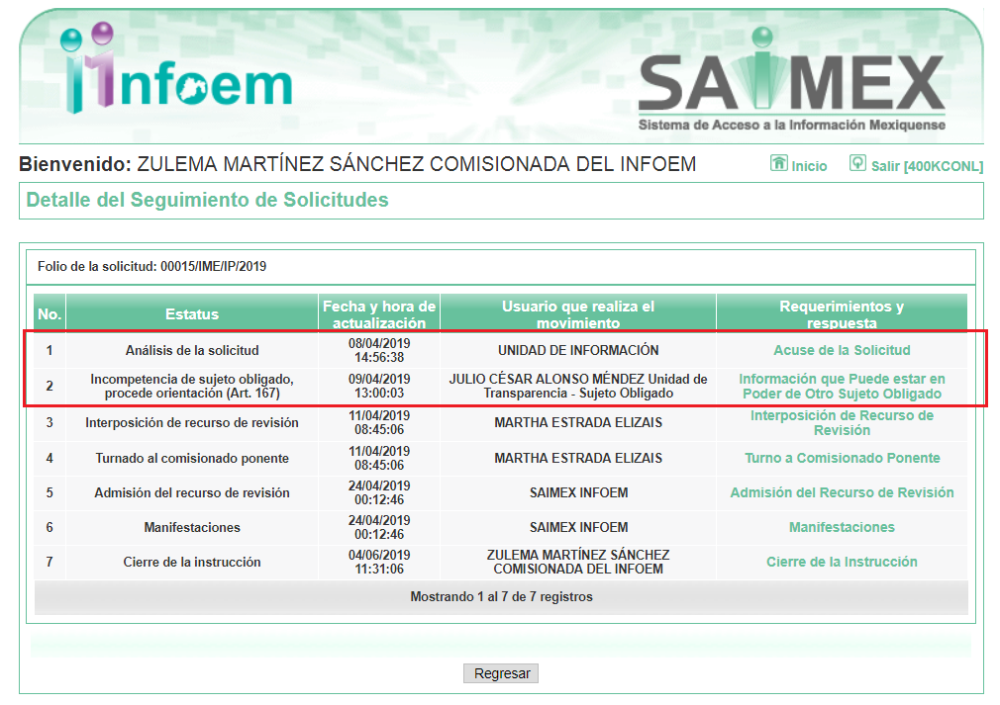 infoem
SAIMEX
Sistema de Acceso a la Información Mexiquense
Bienvenido: ZULEMA MARTÍNEZ SÁNCHEZ COMISIONADA DEL INFOEM
Inicio
Salir [400KCONL]
Detalle del Seguimiento de Solicitudes
Folio de la solicitud: 00015/IME/IP/2019
No.
Estatus
Fecha y hora de
actualización
Usuario que realiza el
movimiento
Requerimientos y
respuesta
1
Análisis de la solicitud
08/04/2019
14:56:38
UNIDAD DE INFORMACIÓN
Acuse de la Solicitud
2
Incompetencia de sujeto obligado,
procede orientación (Art. 167)
09/04/2019
13:00:03
JULIO CÉSAR ALONSO MÉNDEZ Unidad de
Transparencia - Sujeto Obligado
Información que Puede estar en
Poder de Otro Sujeto Obligado
3
Interposición de recurso de revisión
11/04/2019
08:45:06
MARTHA ESTRADA ELIZAIS
Interposición de Recurso de
Revisión
4
Turnado al comisionado ponente
11/04/2019
08:45:06
MARTHA ESTRADA ELIZAIS
Turno a Comisionado Ponente
5
Admisión del recurso de revisión
24/04/2019
00:12:46
SAIMEX INFOEM
Admisión del Recurso de Revisión
6
Manifestaciones
24/04/2019
00:12:46
SAIMEX INFOEM
Manifestaciones
7
Cierre de la instrucción
04/06/2019
11:31:06
ZULEMA MARTÍNEZ SÁNCHEZ
COMISIONADA DEL INFOEM
Cierre de la Instrucción
Mostrando 1 al 7 de 7 registros
Regresar